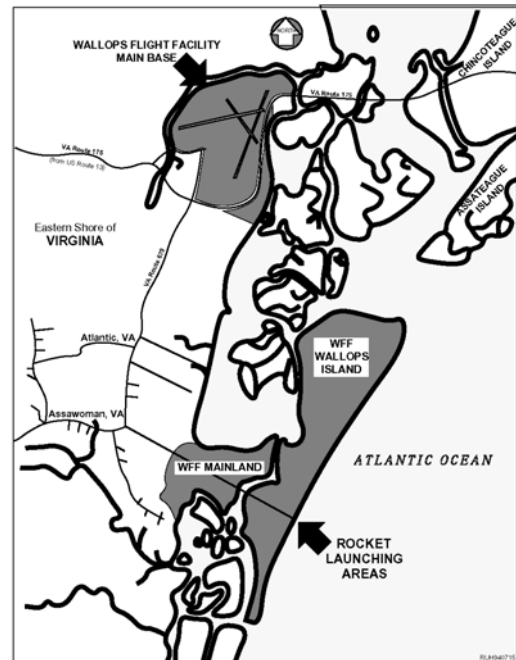 NORTH
WALLOPS FLIGHT FACILITY
MAIN BASE
CHINCOTEAGUE
ISLAND
VA Route 175
VA Route 175
(from US Route 13)
ASSATEAGUE
ISLAND
Eastern Shore of
VIRGINIA
VA Route 679
Atlantic, VA
WFF
WALLOPS
ISLAND
Assawoman, VA
WFF MAINLAND
ATLANTIC OCEAN
ROCKET
LAUNCHING
AREAS